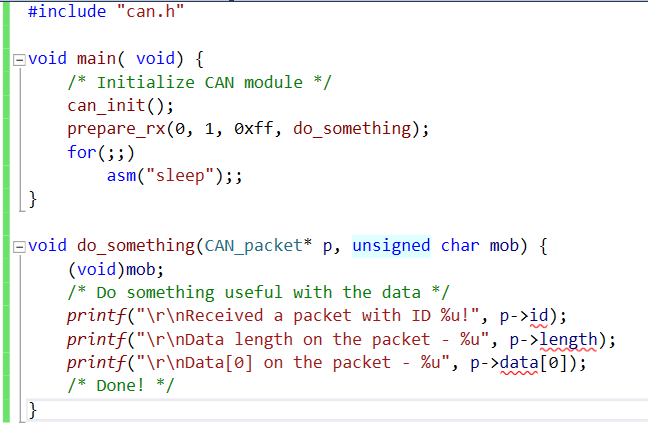 #include "can.h"
void main( void) {
/* Initialize CAN module */
can_init();
prepare_rx(0, 1, 0xff, do_something);
for(;;)
asm("sleep");;
}
void do_something(CAN_packet* p, unsigned char mob) {
(void)mob;
/* Do something useful with the data */
printf("\r\nReceived a packet with ID %u!", p->id);
printf("\r\nData length on the packet - %u", p->length);
printf("\r\nData[0] on the packet - %u", p->data[0]);
/* Done! */
}